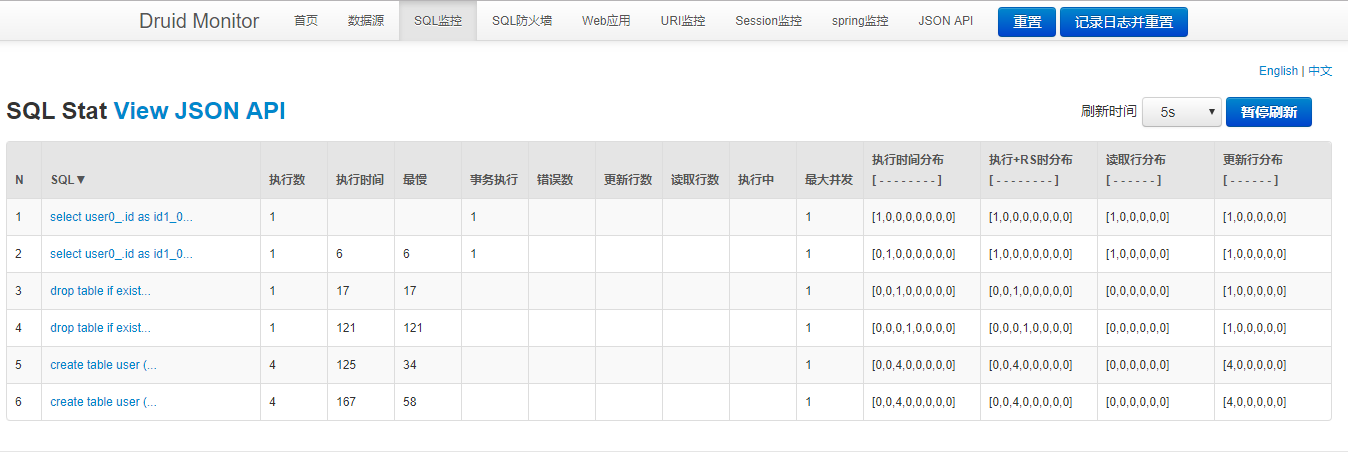 Druid Monitor 首页 数据源 SQL监控 SQL防火墙 Web应用 URI监控 Session监控 spring监控 JSON API 重置 记录日志并重置
English | 中文
SQL Stat View JSON API 刷新时间 5s 暂停刷新
N SQL▼ 执行数 执行时间 最慢 事务执行 错误数 更新行数 读取行数 执行中 最大并发 执行时间分布 [ - - - - - - - - ] 执行+RS时分布 [ - - - - - - - - ] 读取行分布 [ - - - - - - ] 更新行分布 [ - - - - - - ]
1 select user0_.id as id1_0... 1 1 1 [1,0,0,0,0,0,0,0] [1,0,0,0,0,0,0,0] [1,0,0,0,0,0] [1,0,0,0,0,0]
2 select user0_.id as id1_0... 1 6 6 1 1 [0,1,0,0,0,0,0,0] [1,0,0,0,0,0,0,0] [1,0,0,0,0,0] [1,0,0,0,0,0]
3 drop table if exist... 1 17 17 1 [0,0,1,0,0,0,0,0] [0,0,1,0,0,0,0,0] [0,0,0,0,0,0] [1,0,0,0,0,0]
4 drop table if exist... 1 121 121 1 [0,0,0,1,0,0,0,0] [0,0,0,1,0,0,0,0] [0,0,0,0,0,0] [1,0,0,0,0,0]
5 create table user (... 4 125 34 1 [0,0,4,0,0,0,0,0] [0,0,4,0,0,0,0,0] [0,0,0,0,0,0] [4,0,0,0,0,0]
6 create table user (... 4 167 58 1 [0,0,4,0,0,0,0,0] [0,0,4,0,0,0,0,0] [0,0,0,0,0,0] [4,0,0,0,0,0]